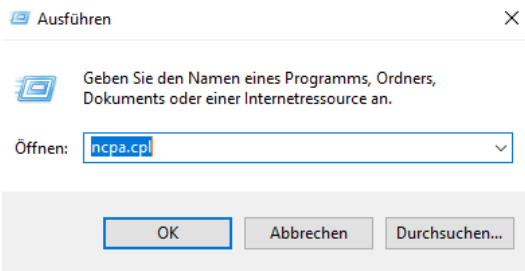 Ausführen
Geben Sie den Namen eines Programms, Ordners,
Dokuments oder einer Internetressource an.
Öffnen: ncpa.cpl
OK Abbrechen Durchsuchen...